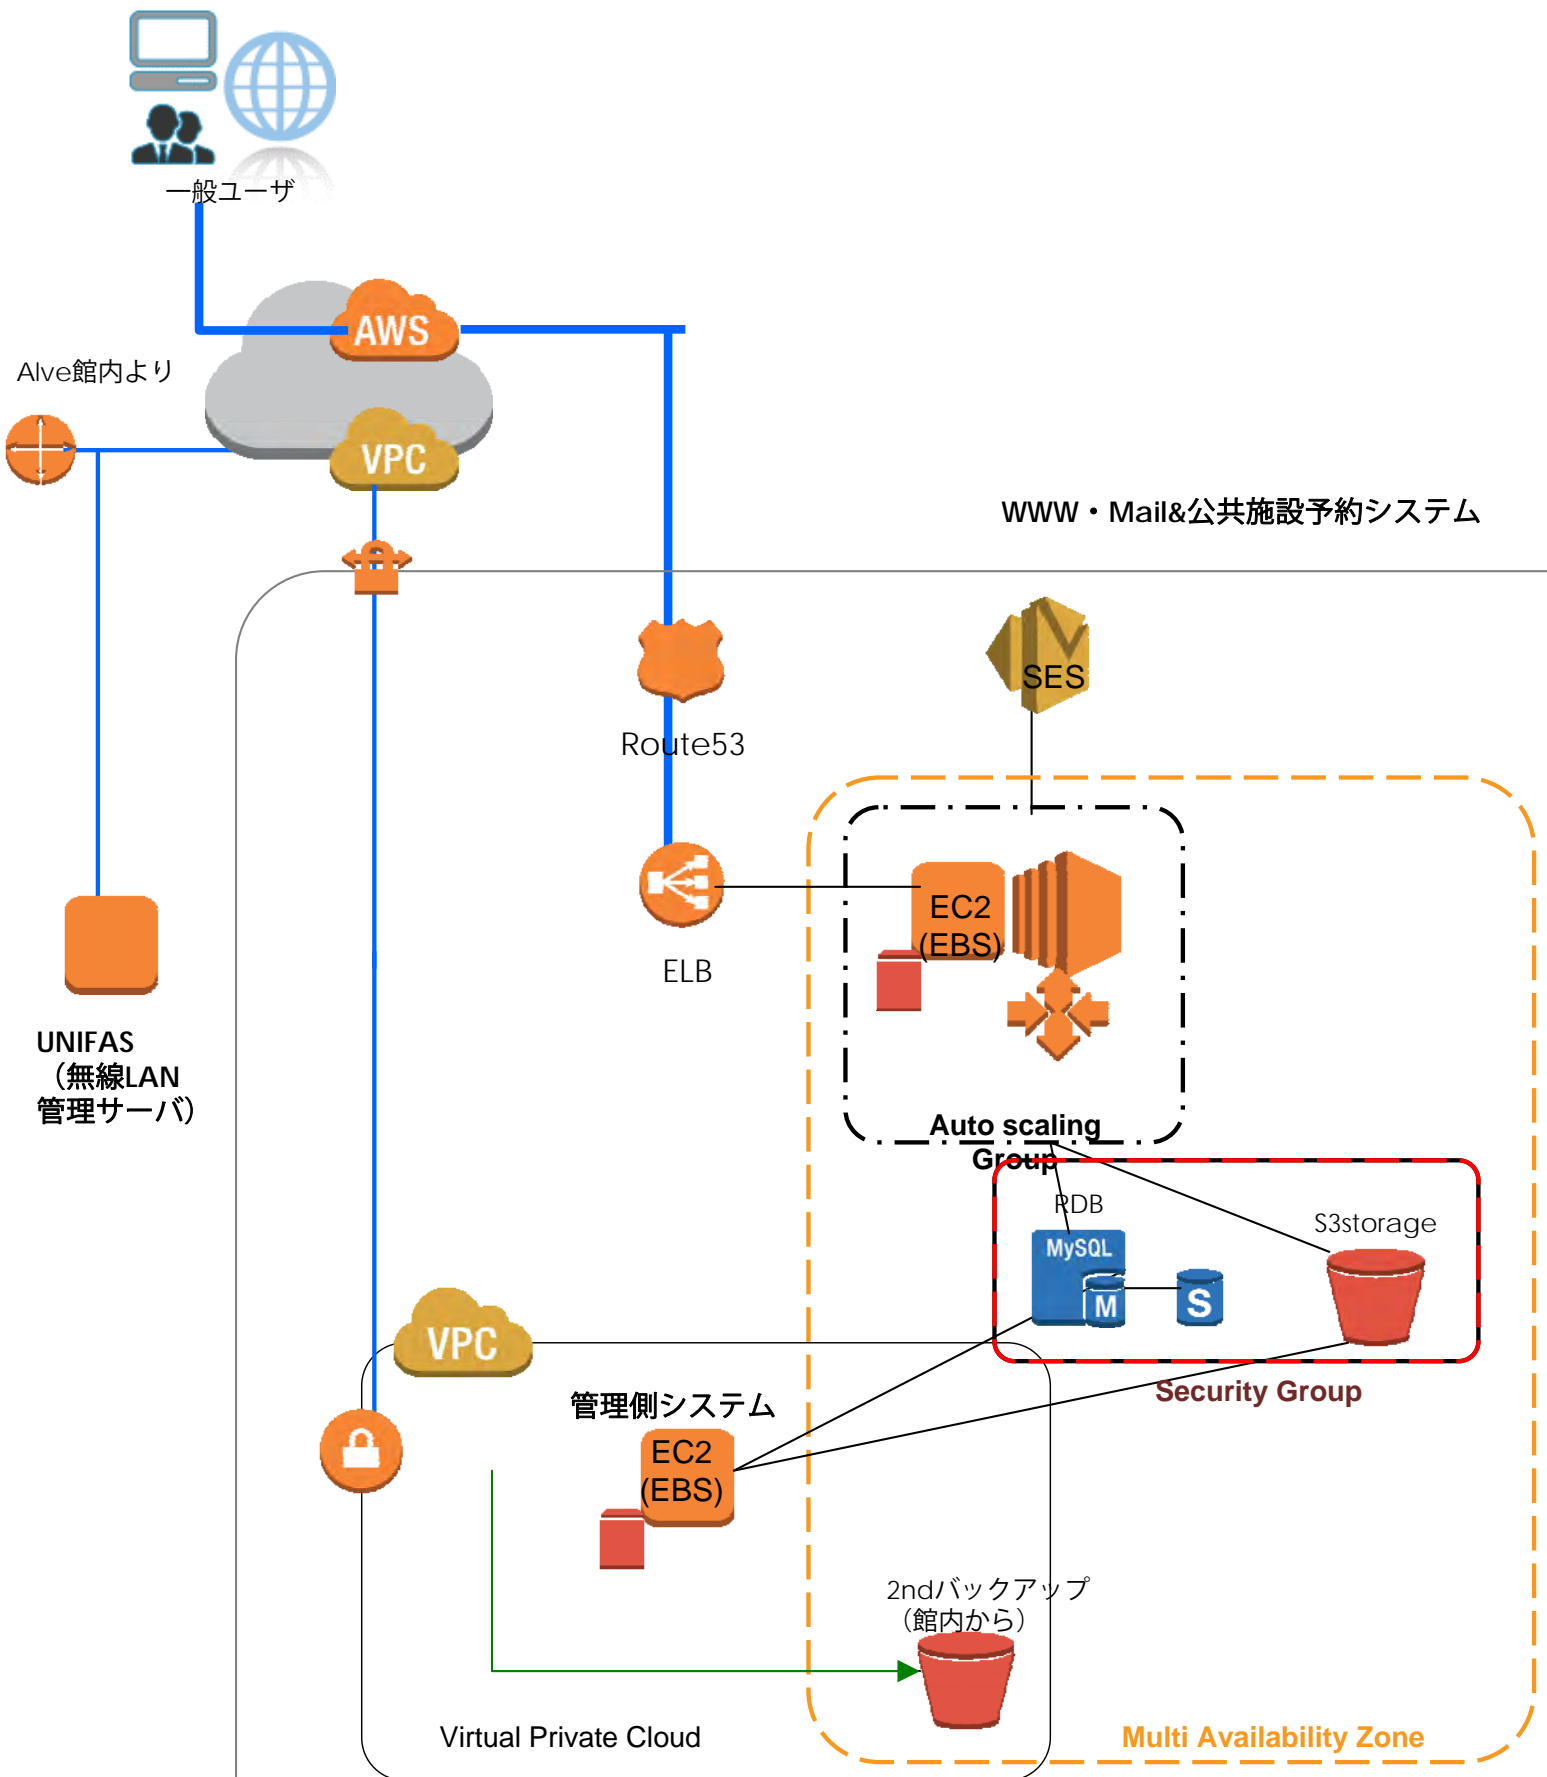 一般ユーザ
AWS
Alve館内より
VPC
WWW・Mail&公共施設予約システム
SES
Route53
EC2
(EBS)
ELB
UNIFAS
（無線LAN
管理サーバ）
Auto scaling
Group
RDB
S3storage
MySQL
M
S
VPC
Security Group
管理側システム
EC2
(EBS)
2ndバックアップ
（館内から）
Virtual Private Cloud
Multi Availability Zone